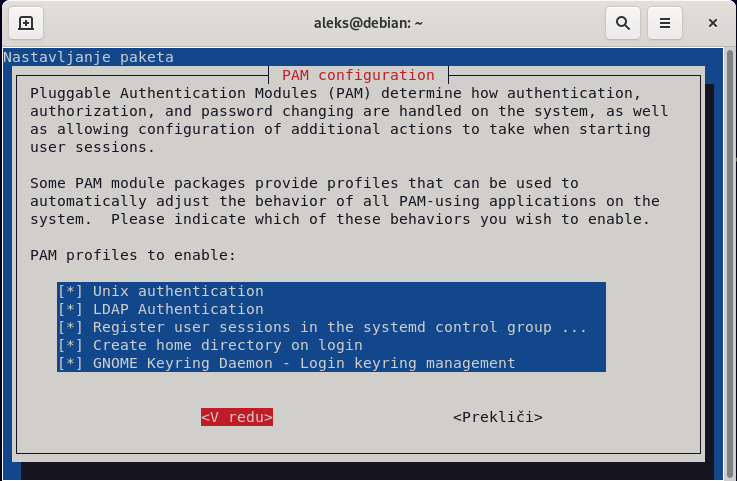 aleks@debian: ~
Nastavljanje paketa
PAM configuration
Pluggable Authentication Modules (PAM) determine how authentication,
authorization, and password changing are handled on the system, as well
as allowing configuration of additional actions to take when starting
user sessions.
Some PAM module packages provide profiles that can be used to
automatically adjust the behavior of all PAM-using applications on the
system.  Please indicate which of these behaviors you wish to enable.
PAM profiles to enable:
[*] Unix authentication
[*] LDAP Authentication
[*] Register user sessions in the systemd control group ...
[*] Create home directory on login
[*] GNOME Keyring Daemon - Login keyring management
<V redu> <Prekliči>